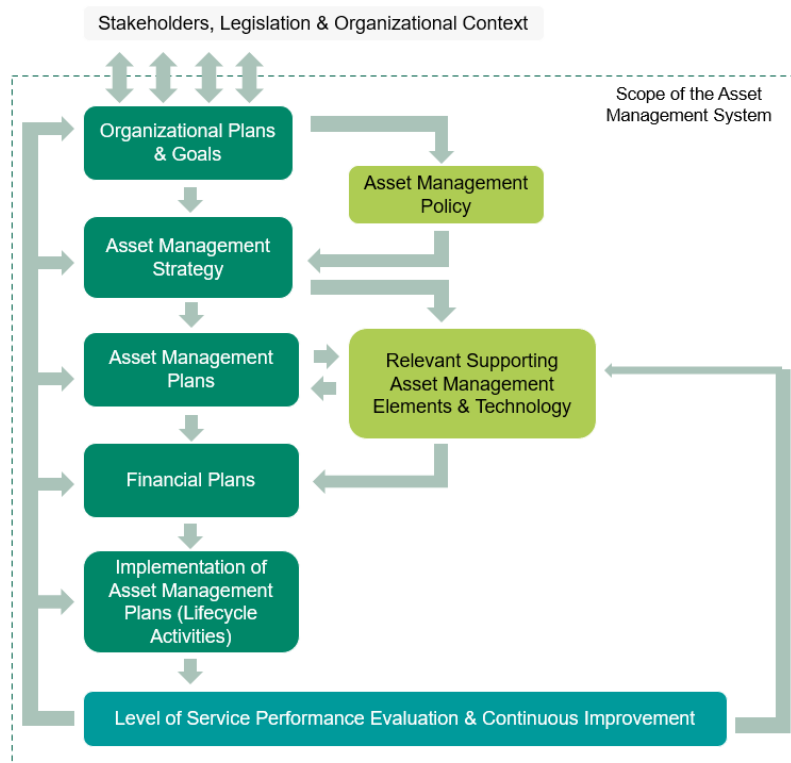 Stakeholders, Legislation & Organizational Context
Scope of the Asset
Management System
Organizational Plans
& Goals
Asset Management
Policy
Asset Management
Strategy
Asset Management
Plans
Relevant Supporting
Asset Management
Elements & Technology
Financial Plans
Implementation of
Asset Management
Plans (Lifecycle
Activities)
Level of Service Performance Evaluation & Continuous Improvement